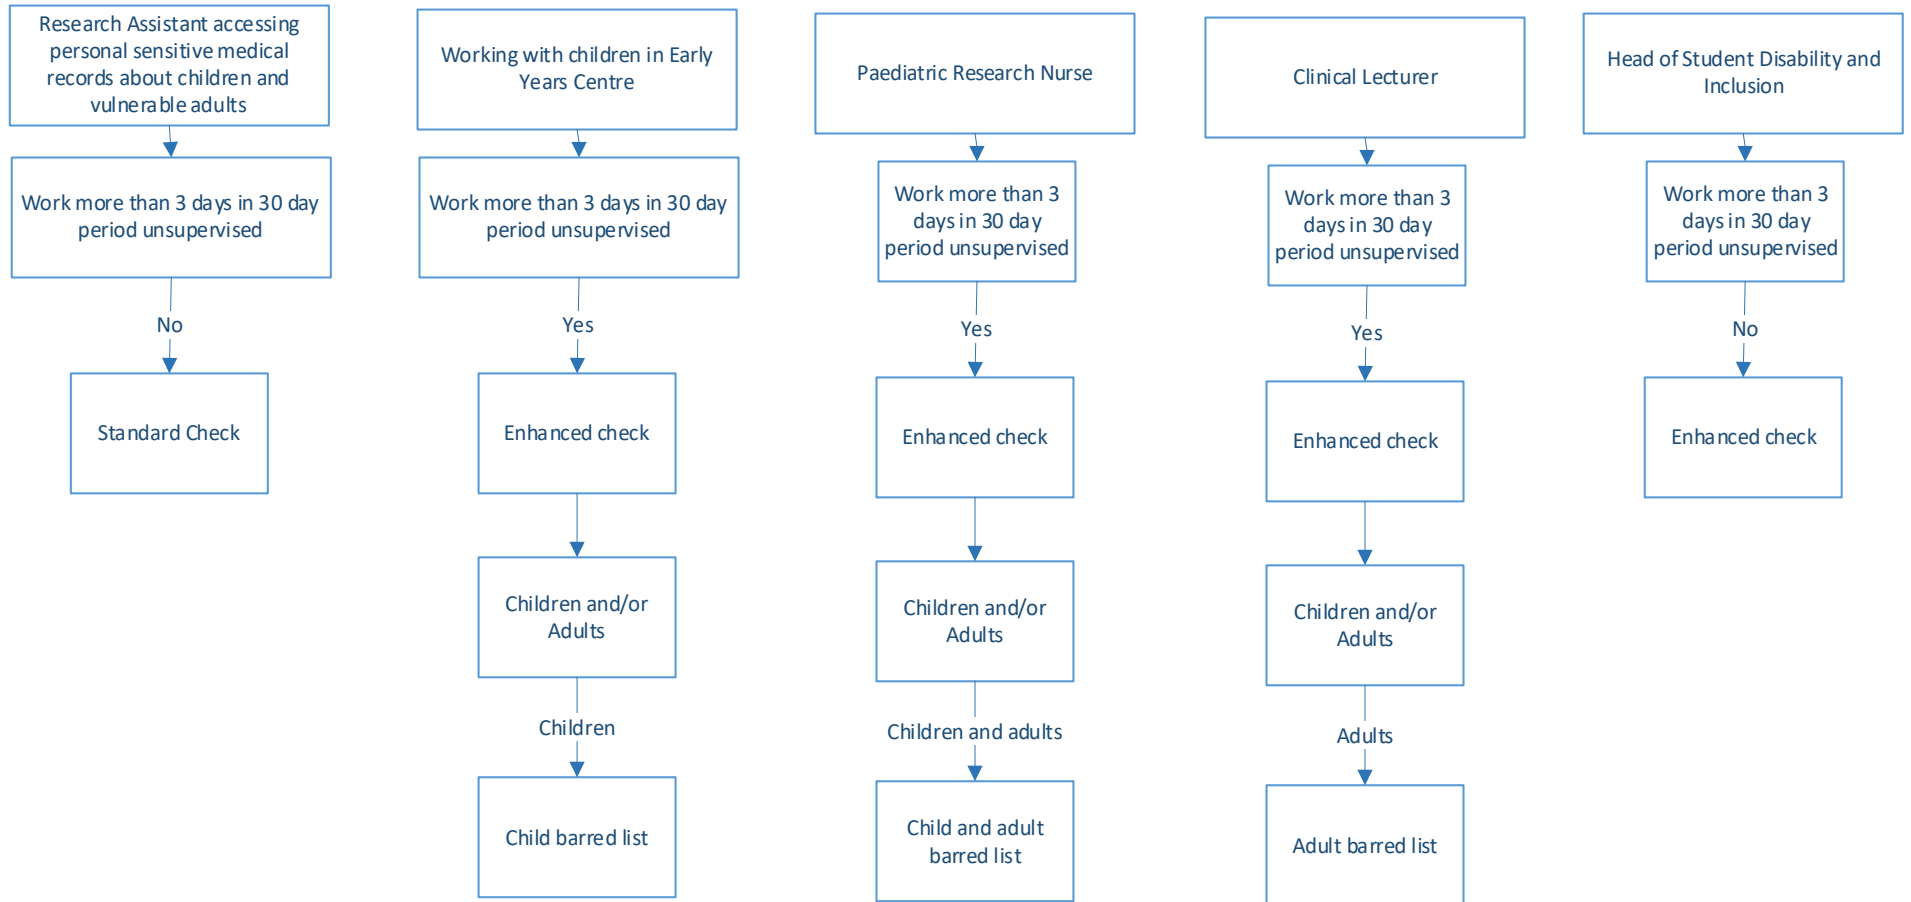 Research Assistant accessing
personal sensitive medical
records about children and
vulnerable adults
Work more than 3 days in 30 day
period unsupervised
No
Standard Check
Working with children in Early
Years Centre
Work more than 3 days in 30 day
period unsupervised
Yes
Enhanced check
Children and/or
Adults
Children
Child barred list
Paediatric Research Nurse
Work more than 3
days in 30 day
period unsupervised
Yes
Enhanced check
Children and/or
Adults
Children and adults
Child and adult
barred list
Clinical Lecturer
Work more than 3
days in 30 day
period unsupervised
Yes
Enhanced check
Children and/or
Adults
Adults
Adult barred list
Head of Student Disability and
Inclusion
Work more than 3
days in 30 day
period unsupervised
No
Enhanced check